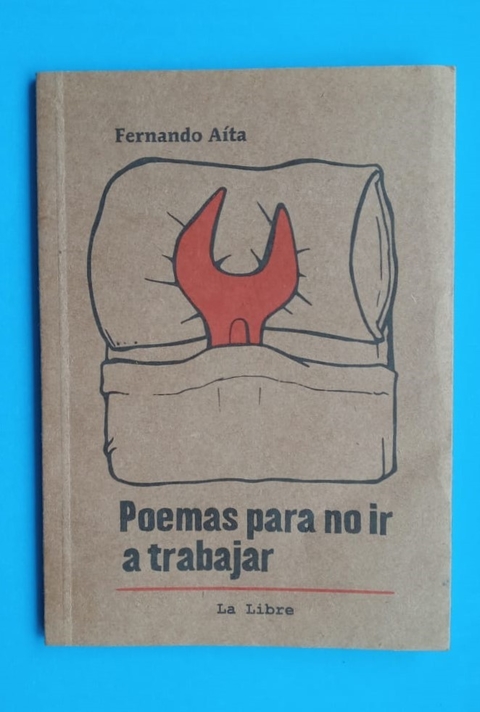 Fernando Aíta
Poemas para no ir
a trabajar
La Libre